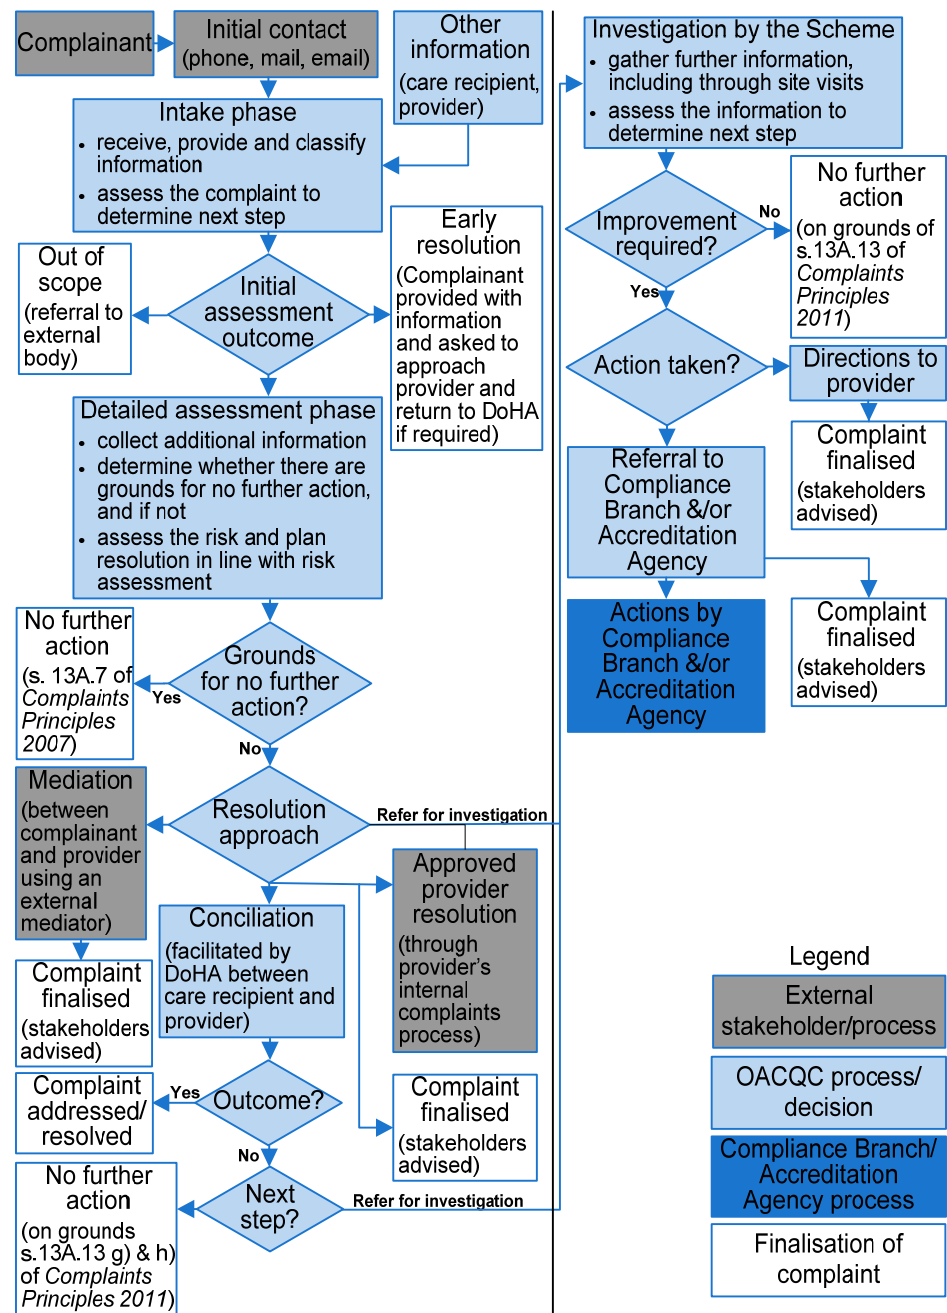 Complainant
Initial contact
(phone, mail, email)
Other
information
(care recipient,
provider)
Intake phase
• receive, provide and classify
information
• assess the complaint to
determine next step
Out of
scope
(referral to
external
body)
Initial
assessment
outcome
Early
resolution
(Complainant
provided with
information
and asked to
approach
provider and
return to DoHA
if required)
Detailed assessment phase
• collect additional information
• determine whether there are
grounds for no further action,
and if not
• assess the risk and plan
resolution in line with risk
assessment
No further
action
(s. 13A.7 of
Complaints
Principles
2007)
Yes
Grounds
for no further
action?
No
Mediation
(between
complainant
and provider
using an
external
mediator)
Resolution
approach
Refer for investigation
Approved
provider
resolution
(through
provider's
internal
complaints
process)
Conciliation
(facilitated by
DoHA between
care recipient and
provider)
Complaint
finalised
(stakeholders
advised)
Complaint
addressed/
resolved
Yes
Outcome?
Complaint
finalised
(stakeholders
advised)
No
No further
action
(on grounds
s.13A.13 g) & h)
of Complaints
Principles 2011)
Next
step?
Refer for investigation
Investigation by the Scheme
• gather further information,
including through site visits
• assess the information to
determine next step
Improvement
required?
No
No further
action
(on grounds of
s.13A.13 of
Complaints
Principles
2011)
Yes
Action taken?
Directions to
provider
Complaint
finalised
(stakeholders
advised)
Referral to
Compliance
Branch &/or
Accreditation
Agency
Actions by
Compliance
Branch &/or
Accreditation
Agency
Complaint
finalised
(stakeholders
advised)
Legend
External
stakeholder/process
OACQC process/
decision
Compliance Branch/
Accreditation
Agency process
Finalisation of
complaint